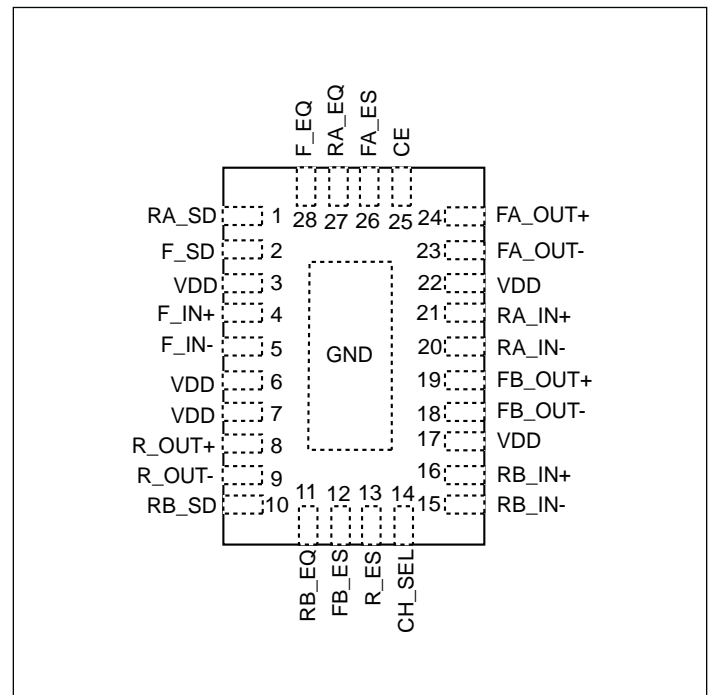 F_EQ
RA_EQ
FA_ES
CE
28 27 26 25
RA_SD 1
F_SD 2
VDD 3
F_IN+ 4
F_IN- 5
VDD 6
VDD 7
R_OUT+ 8
R_OUT- 9
RB_SD 10
GND
24 FA_OUT+
23 FA_OUT-
22 VDD
21 RA_IN+
20 RA_IN-
19 FB_OUT+
18 FB_OUT-
17 VDD
16 RB_IN+
15 RB_IN-
11 12 13 14
RB_EQ
FB_ES
R_ES
CH_SEL